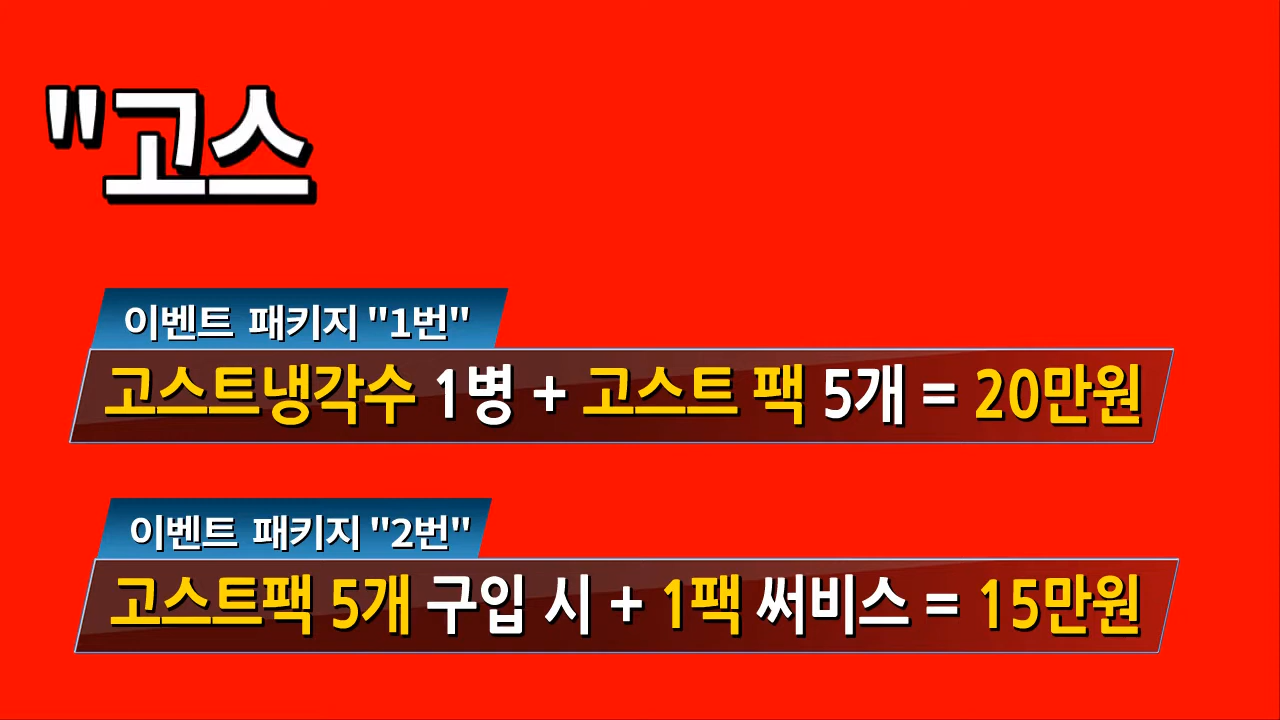 "고스
이벤트 패키지 "1번"
고스트냉각수 1병 + 고스트 팩 5개 = 20만원
이벤트 패키지 "2번"
고스트팩 5개 구입 시 + 1팩 써비스 = 15만원